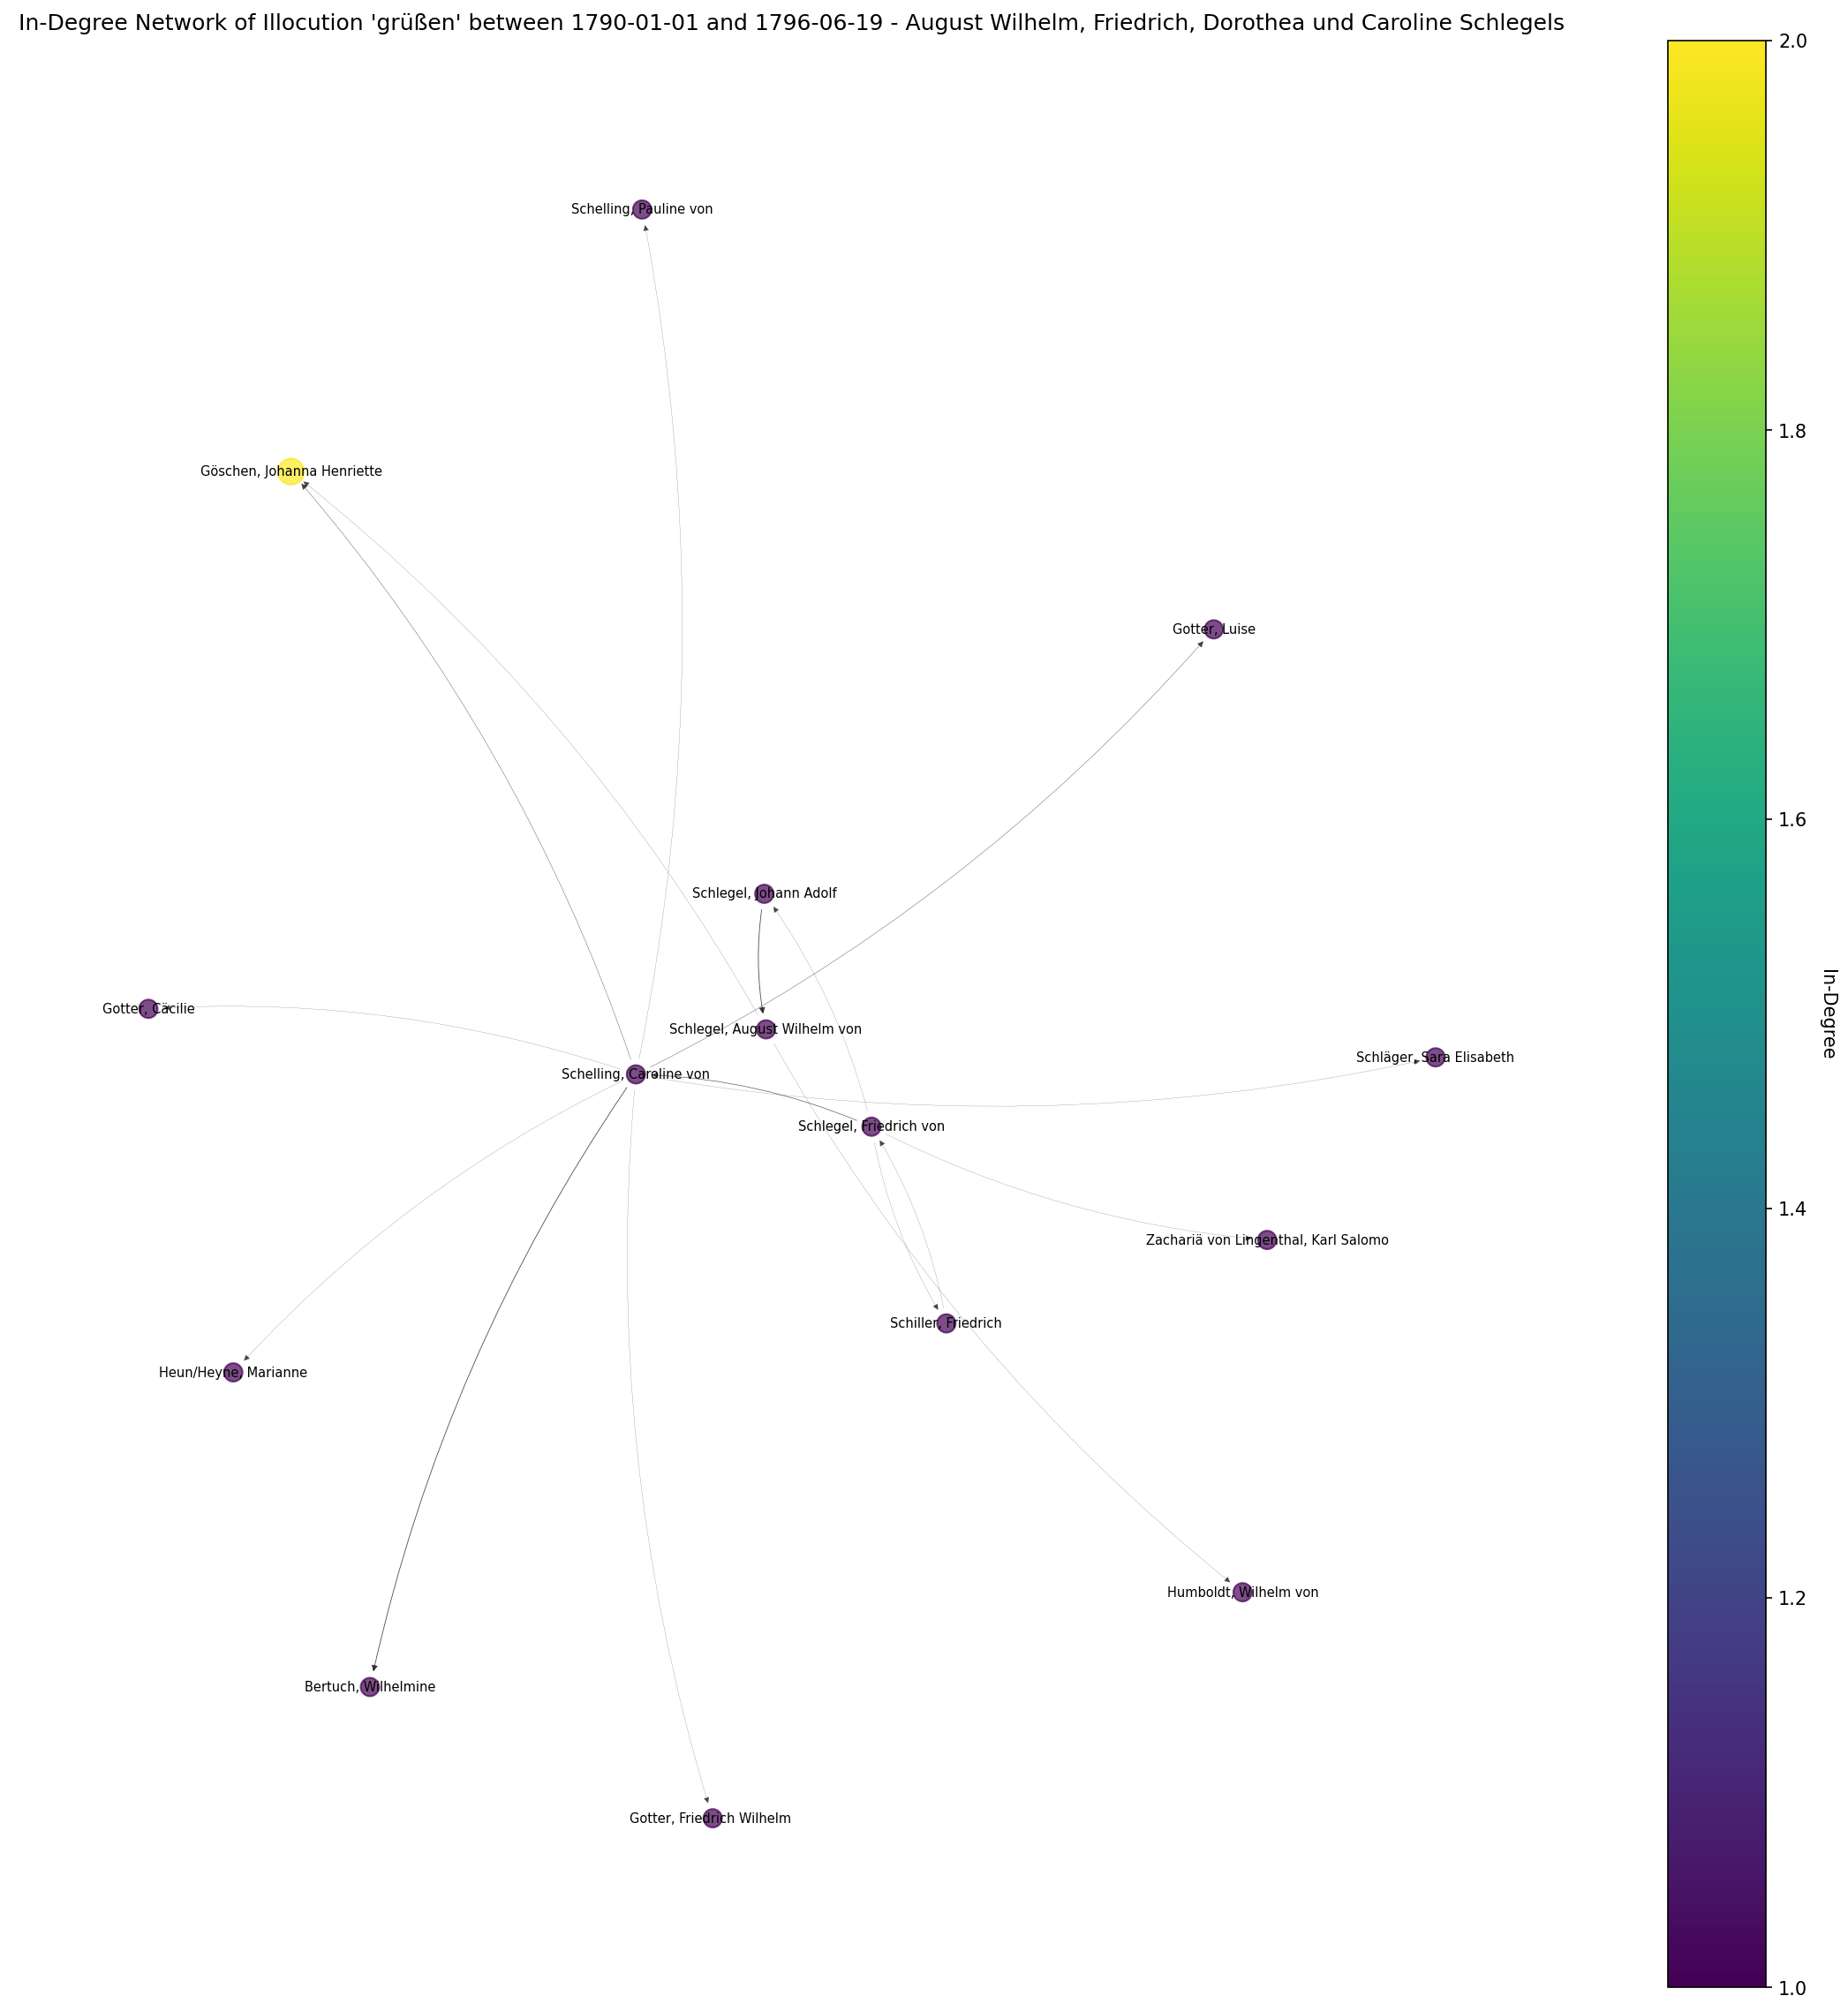 In-Degree Network of Illocution 'grüßen' between 1790-01-01 and 1796-06-19 - August Wilhelm, Friedrich, Dorothea und Caroline Schlegels
Schelling, Pauline von
Göschen, Johanna Henriette
Gotter, Luise
Schlegel, Johann Adolf
Gotter, Cäcilie
Schlegel, August Wilhelm von
Schläger, Sara Elisabeth
Schelling, Caroline von
Schlegel, Friedrich von
Zachariä von Lingenthal, Karl Salomo
Schiller, Friedrich
Heun/Heyne, Marianne
Humboldt, Wilhelm von
Bertuch, Wilhelmine
Gotter, Friedrich Wilhelm
2.0
1.8
1.6
1.4
1.2
1.0
In-Degree